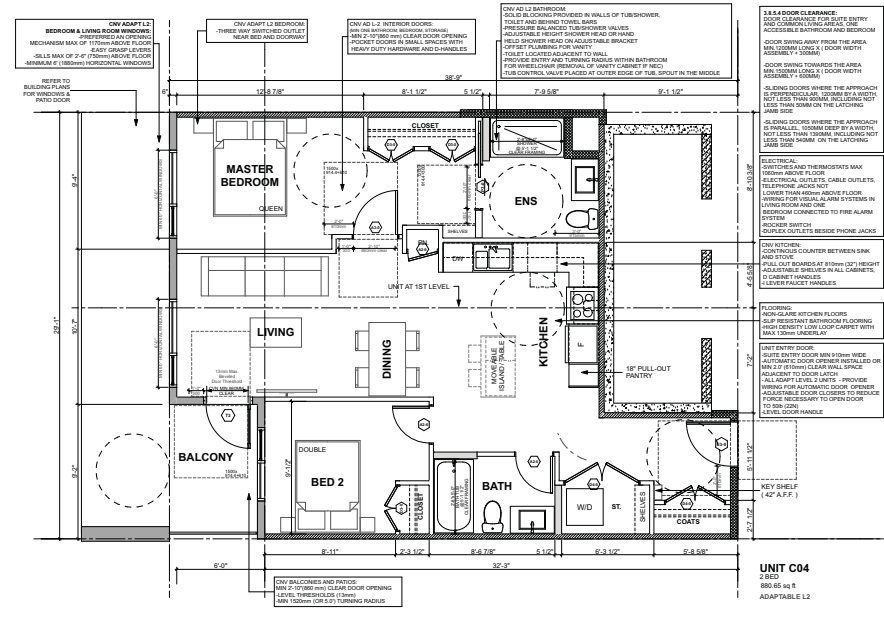 CNV ADAPT L2:
BEDROOM & LIVING ROOM WINDOWS:
-PREFERRED AN OPENING
MECHANISM MAX OF 1170mm ABOVE FLOOR
-EASY GRASP LEVERS
-SILLS MAX OF 2'-6" (750mm) ABOVE FLOOR
-MINIMUM 6' (1880mm) HORIZONTAL WINDOWS
CNV ADAPT L2 BEDROOM:
-THREE WAY SWITCHED OUTLET
NEAR BED AND DOORWAY
CNV AD L-2 INTERIOR DOORS:
(MIN ONE BATHROOM, BEDROOM, STORAGE)
-MIN 2'-10"(860 mm) CLEAR DOOR OPENING
-POCKET DOORS IN SMALL SPACES WITH
HEAVY DUTY HARDWARE AND D-HANDLES
CNV AD L2 BATHROOM:
-SOLID BLOCKING PROVIDED IN WALLS OF TUB/SHOWER,
TOILET AND BEHIND TOWEL BARS
-PRESSURE BALANCED TUB/SHOWER VALVES
-ADJUSTABLE HEIGHT SHOWER HEAD OR HAND
HELD SHOWER HEAD ON ADJUSTABLE BRACKET
-OFFSET PLUMBING FOR VANITY
-TOILET LOCATED ADJACENT TO WALL
-PROVIDE ENTRY AND TURNING RADIUS WITHIN BATHROOM
FOR WHEELCHAIR (REMOVAL OF VANITY CABINET IF NEC)
-TUB CONTROL VALVE PLACED AT OUTER EDGE OF TUB, SPOUT IN THE MIDDLE
3.8.5.4 DOOR CLEARANCE:
DOOR CLEARANCE FOR SUITE ENTRY
AND COMMON LIVING AREAS, ONE
ACCESSIBLE BATHROOM AND BEDROOM
-DOOR SWING AWAY FROM THE AREA
MIN 1200MM LONG X ( DOOR WIDTH
ASSEMBLY + 300MM)
-DOOR SWING TOWARDS THE AREA
MIN 1500MM LONG X ( DOOR WIDTH
ASSEMBLY + 600MM)
-SLIDING DOORS WHERE THE APPROACH
IS PERPENDICULAR, 1200MM BY A WIDTH,
NOT LESS THAN 900MM, INCLUDING NOT
LESS THAN 50MM ON THE LATCHING
JAMB SIDE
-SLIDING DOORS WHERE THE APPROACH
IS PARALLEL, 1050MM DEEP BY A WIDTH,
NOT LESS THAN 1390MM, INCLUDING NOT
LESS THAN 540MM ON THE LATCHING
JAMB SIDE
REFER TO
BUILDING PLANS
FOR WINDOWS &
PATIO DOOR
38'-9"
6"
12'-8 7/8"
8'-1 1/2"
5 1/2"
7'-9 5/8"
9'-1 1/2"
CLOSET
MASTER
BEDROOM
QUEEN
ENS
SHELVES
DW
UNIT AT 1ST LEVEL
LIVING
DINING
KITCHEN
MOVEABLE
ISLAND/TABLE
F
18" PULL-OUT
PANTRY
ELECTRICAL:
-SWITCHES AND THERMOSTATS MAX
1060mm ABOVE FLOOR
-ELECTRICAL OUTLETS, CABLE OUTLETS,
TELEPHONE JACKS NOT
LOWER THAN 460mm ABOVE FLOOR
-WIRING FOR VISUAL ALARM SYSTEMS IN
LIVING ROOM AND ONE
BEDROOM CONNECTED TO FIRE ALARM
SYSTEM
-ROCKER SWITCH
-DUPLEX OUTLETS BESIDE PHONE JACKS
CNV KITCHEN:
-CONTINOUS COUNTER BETWEEN SINK
AND STOVE
-PULL OUT BOARDS AT 810mm (32") HEIGHT
-ADJUSTABLE SHELVES IN ALL CABINETS,
D CABINET HANDLES
-l LEVER FAUCET HANDLES
FLOORING:
-NON-GLARE KITCHEN FLOORS
-SLIP RESISTANT BATHROOM FLOORING
-HIGH DENSITY LOW LOOP CARPET WITH
MAX 130mm UNDERLAY
UNIT ENTRY DOOR:
-SUITE ENTRY DOOR MIN 910mm WIDE
-AUTOMATIC DOOR OPENER INSTALLED OR
MIN 2.0' (610mm) CLEAR WALL SPACE
ADJACENT TO DOOR LATCH
- ALL ADAPT LEVEL 2 UNITS - PROVIDE
WIRING FOR AUTOMATIC DOOR OPENER
-ADJUSTABLE DOOR CLOSERS TO REDUCE
FORCE NECESSARY TO OPEN DOOR
TO 50lb (22N)
-LEVEL DOOR HANDLE
9'-4"
29'-1"
10'-7"
9'-2"
8'-10 3/8"
4'-5 5/8"
7'-2"
5'-11 1/2"
2'-7 1/2"
T3
BALCONY
DOUBLE
9'-1/2"
BED 2
CLOSET
BATH
W/D
ST.
SHELVES
COATS
KEY SHELF
( 42" A.F.F. )
8'-11"
2'-3 1/2"
8'-6 7/8"
5 1/2"
6'-3 1/2"
5'-8 5/8"
6'-0"
32'-3"
CNV BALCONIES AND PATIOS:
MIN 2'-10"(860 mm) CLEAR DOOR OPENING
-LEVEL THRESHOLDS (13mm)
-MIN 1520mm (OR 5.0') TURNING RADIUS
UNIT C04
2 BED
880.65 sq ft
ADAPTABLE L2